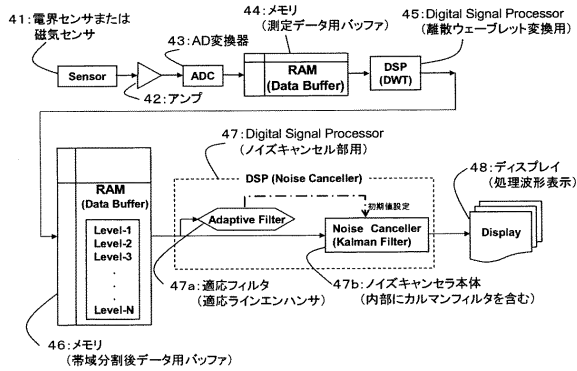 41:電界センサまたは
磁気センサ
44:メモリ
(測定データ用バッファ)
45:Digital Signal Processor
(離散ウェーブレット変換用)
43:AD変換器
Sensor
ADC
RAM
(Data Buffer)
DSP
(DWT)
42:アンプ
47:Digital Signal Processor
(ノイズキャンセル部用)
48:ディスプレイ
(処理波形表示)
RAM
(Data Buffer)
Level-1
Level-2
Level-3
.
.
.
Level-N
DSP (Noise Canceller)
初期値設定
Adaptive Filter
Noise Canceller
(Kalman Filter)
Display
47a:適応フィルタ
(適応ラインエンハンサ)
47b:ノイズキャンセラ本体
(内部にカルマンフィルタを含む)
46:メモリ
(帯域分割後データ用バッファ)